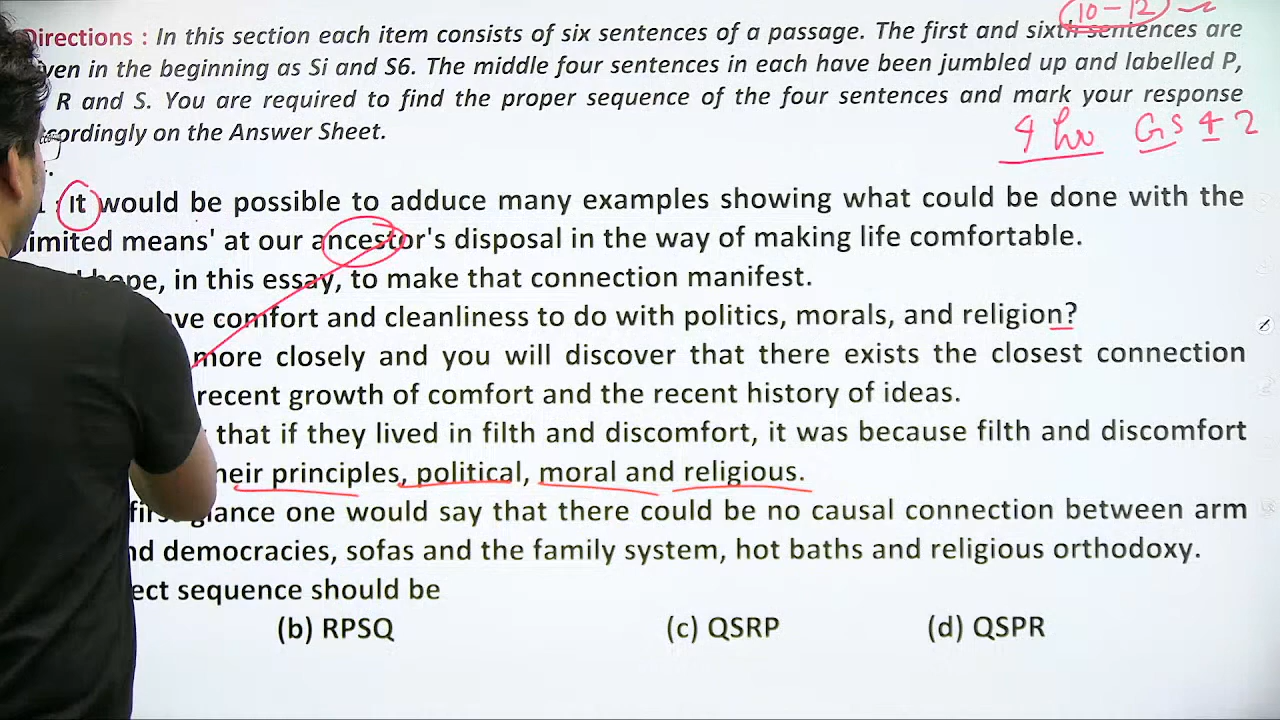 10-12
Directions : In this section each item consists of six sentences of a passage. The first and sixth sentences are
ven in the beginning as Si and S6. The middle four sentences in each have been jumbled up and labelled P,
R and S. You are required to find the proper sequence of the four sentences and mark your response
cordingly on the Answer Sheet.
GS 4 2
: It would be possible to adduce many examples showing what could be done with the
limited means' at our ancestor's disposal in the way of making life comfortable.
ope, in this essay, to make that connection manifest.
ve comfort and cleanliness to do with politics, morals, and religion?
more closely and you will discover that there exists the closest connection
recent growth of comfort and the recent history of ideas.
that if they lived in filth and discomfort, it was because filth and discomfort
eir principles, political, moral and religious.
first glance one would say that there could be no causal connection between arm
nd democracies, sofas and the family system, hot baths and religious orthodoxy.
ect sequence should be
(b) RPSQ (c) QSRP (d) QSPR